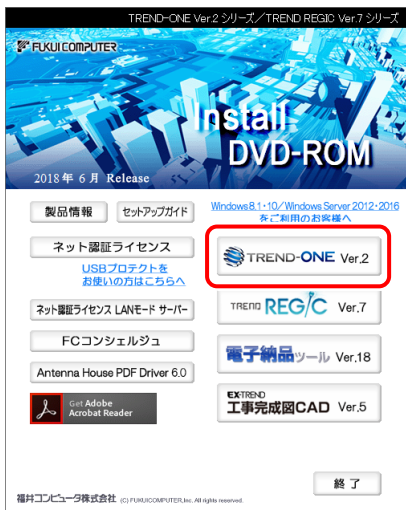 TREND-ONE Ver.2 シリーズ／TREND REGIC Ver.7 シリーズ
FUKUI COMPUTER
Install
DVD-ROM
2018年 6月 Release
製品情報
セットアップガイド
Windows8.1・10／Windows Server 2012・2016
をご利用のお客様へ
ネット認証ライセンス
USBプロテクトを
お使いの方はこちらへ
TREND-ONE Ver.2
ネット認証ライセンス LANモード サーバー
TREND REGIC Ver.7
FCコンシェルジュ
電子納品ツール Ver.18
Antenna House PDF Driver 6.0
Get Adobe
Acrobat Reader
EX-TREND
工事完成図CAD Ver.5
終了
福井コンピュータ株式会社 (C) FUKUICOMPUTER,Inc. All rights reserved.